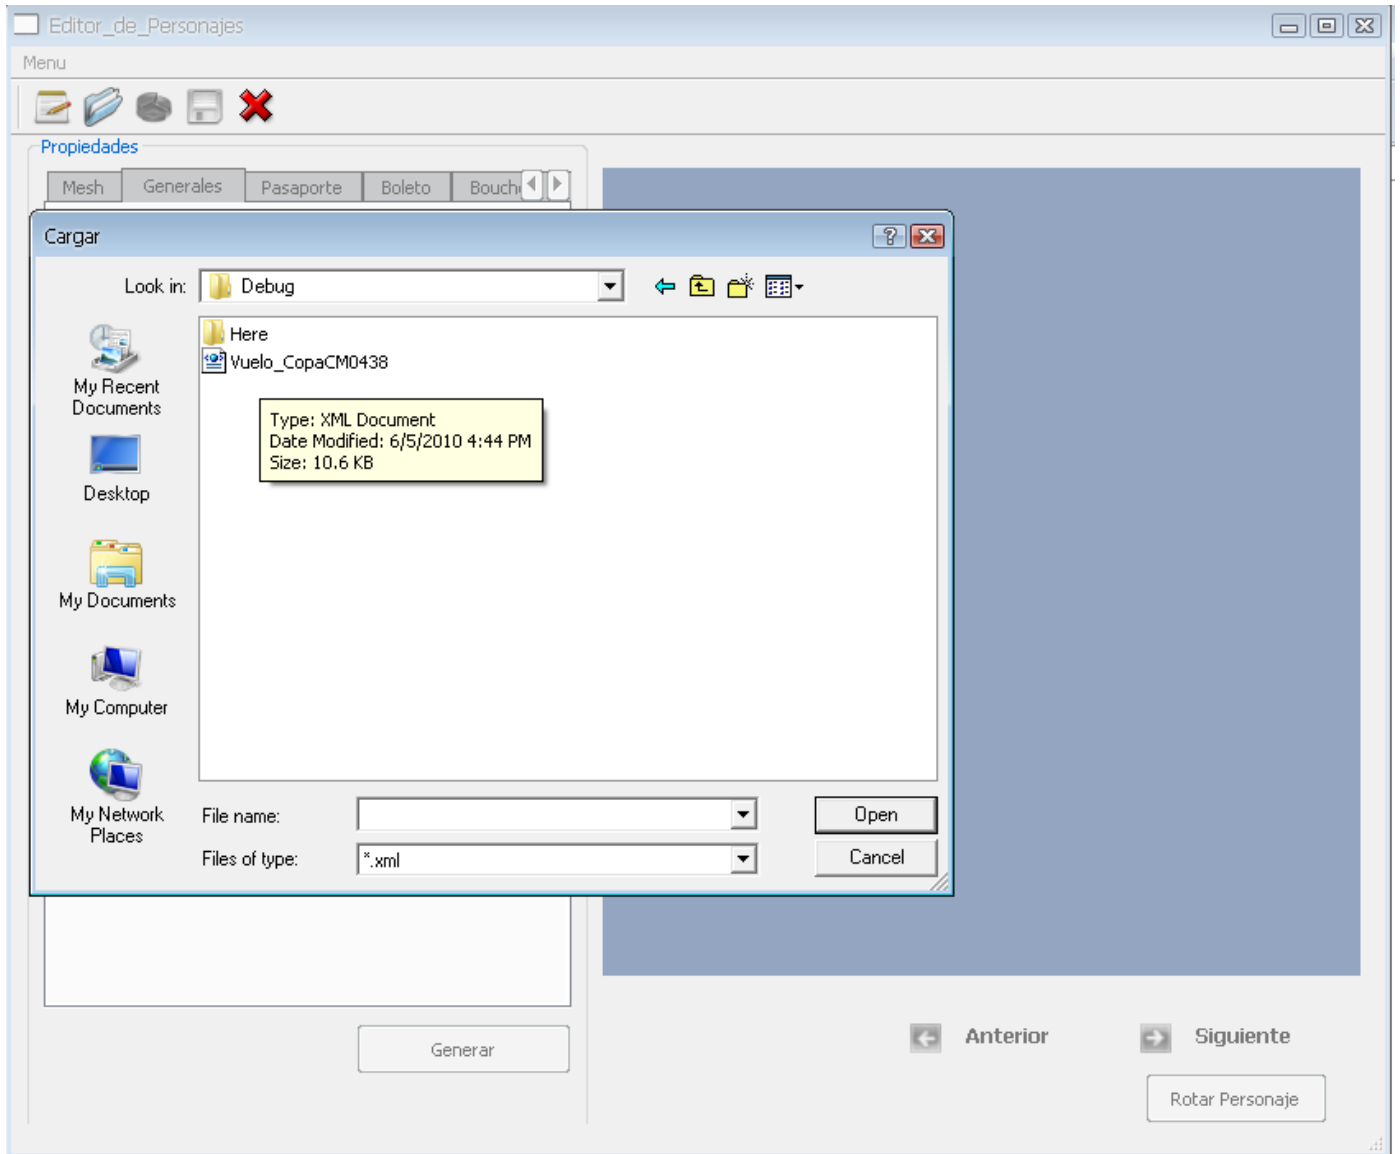 Editor_de_Personajes
Menu
Propiedades
Mesh Generales Pasaporte Boleto Bouch
Cargar
Look in: Debug
Here
Vuelo_CopaCM0438
My Recent
Documents
Type: XML Document
Date Modified: 6/5/2010 4:44 PM
Size: 10.6 KB
Desktop
My Documents
My Computer
My Network
Places
File name: Open
Files of type: *.xml Cancel
Generar
Anterior Siguiente
Rotar Personaje